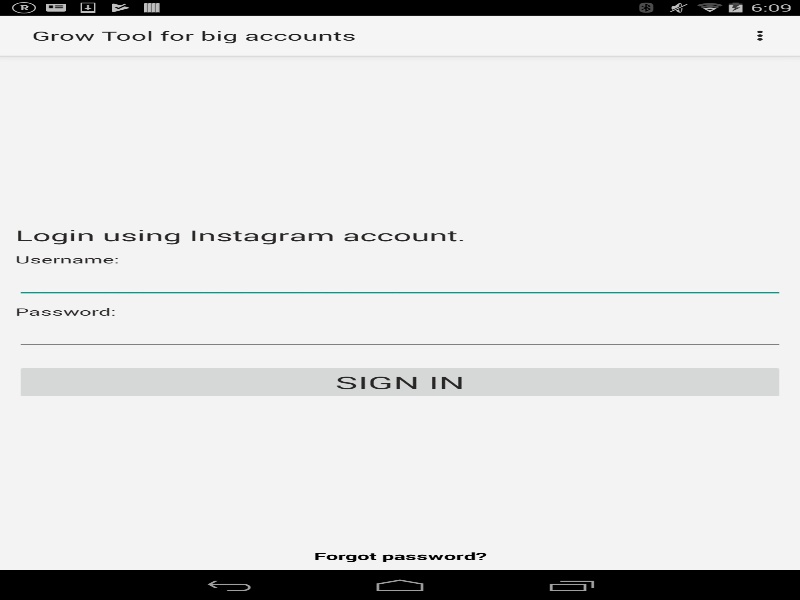 R
6:09
Grow Tool for big accounts
Login using Instagram account.
Username:
Password:
SIGN IN
Forgot password?